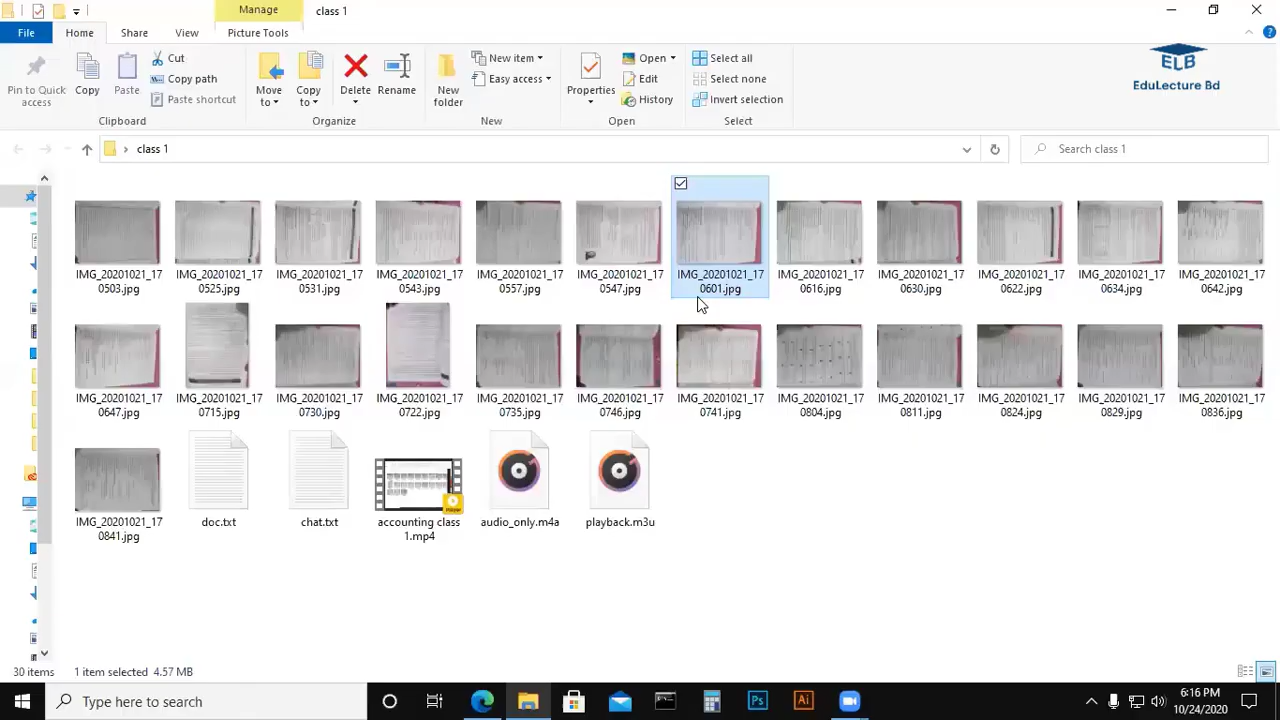 Manage
class 1
File
Home
Share
View
Picture Tools
Pin to Quick access
Copy
Paste
Cut
Copy path
Paste shortcut
Clipboard
Move to
Copy to
Delete
Rename
Organize
New folder
New item
Easy access
New
Properties
Open
Edit
History
Open
Select all
Select none
Invert selection
Select
ELB
EduLecture Bd
class 1
Search class 1
IMG_20201021_170503.jpg
IMG_20201021_170525.jpg
IMG_20201021_170531.jpg
IMG_20201021_170543.jpg
IMG_20201021_170557.jpg
IMG_20201021_170547.jpg
IMG_20201021_170601.jpg
IMG_20201021_170616.jpg
IMG_20201021_170630.jpg
IMG_20201021_170622.jpg
IMG_20201021_170634.jpg
IMG_20201021_170642.jpg
IMG_20201021_170647.jpg
IMG_20201021_170715.jpg
IMG_20201021_170730.jpg
IMG_20201021_170722.jpg
IMG_20201021_170735.jpg
IMG_20201021_170746.jpg
IMG_20201021_170741.jpg
IMG_20201021_170804.jpg
IMG_20201021_170811.jpg
IMG_20201021_170824.jpg
IMG_20201021_170829.jpg
IMG_20201021_170836.jpg
IMG_20201021_170841.jpg
doc.txt
chat.txt
accounting class 1.mp4
audio_only.m4a
playback.m3u
30 items
1 item selected 4.57 MB
Type here to search
Ps
Ai
6:16 PM
10/24/2020